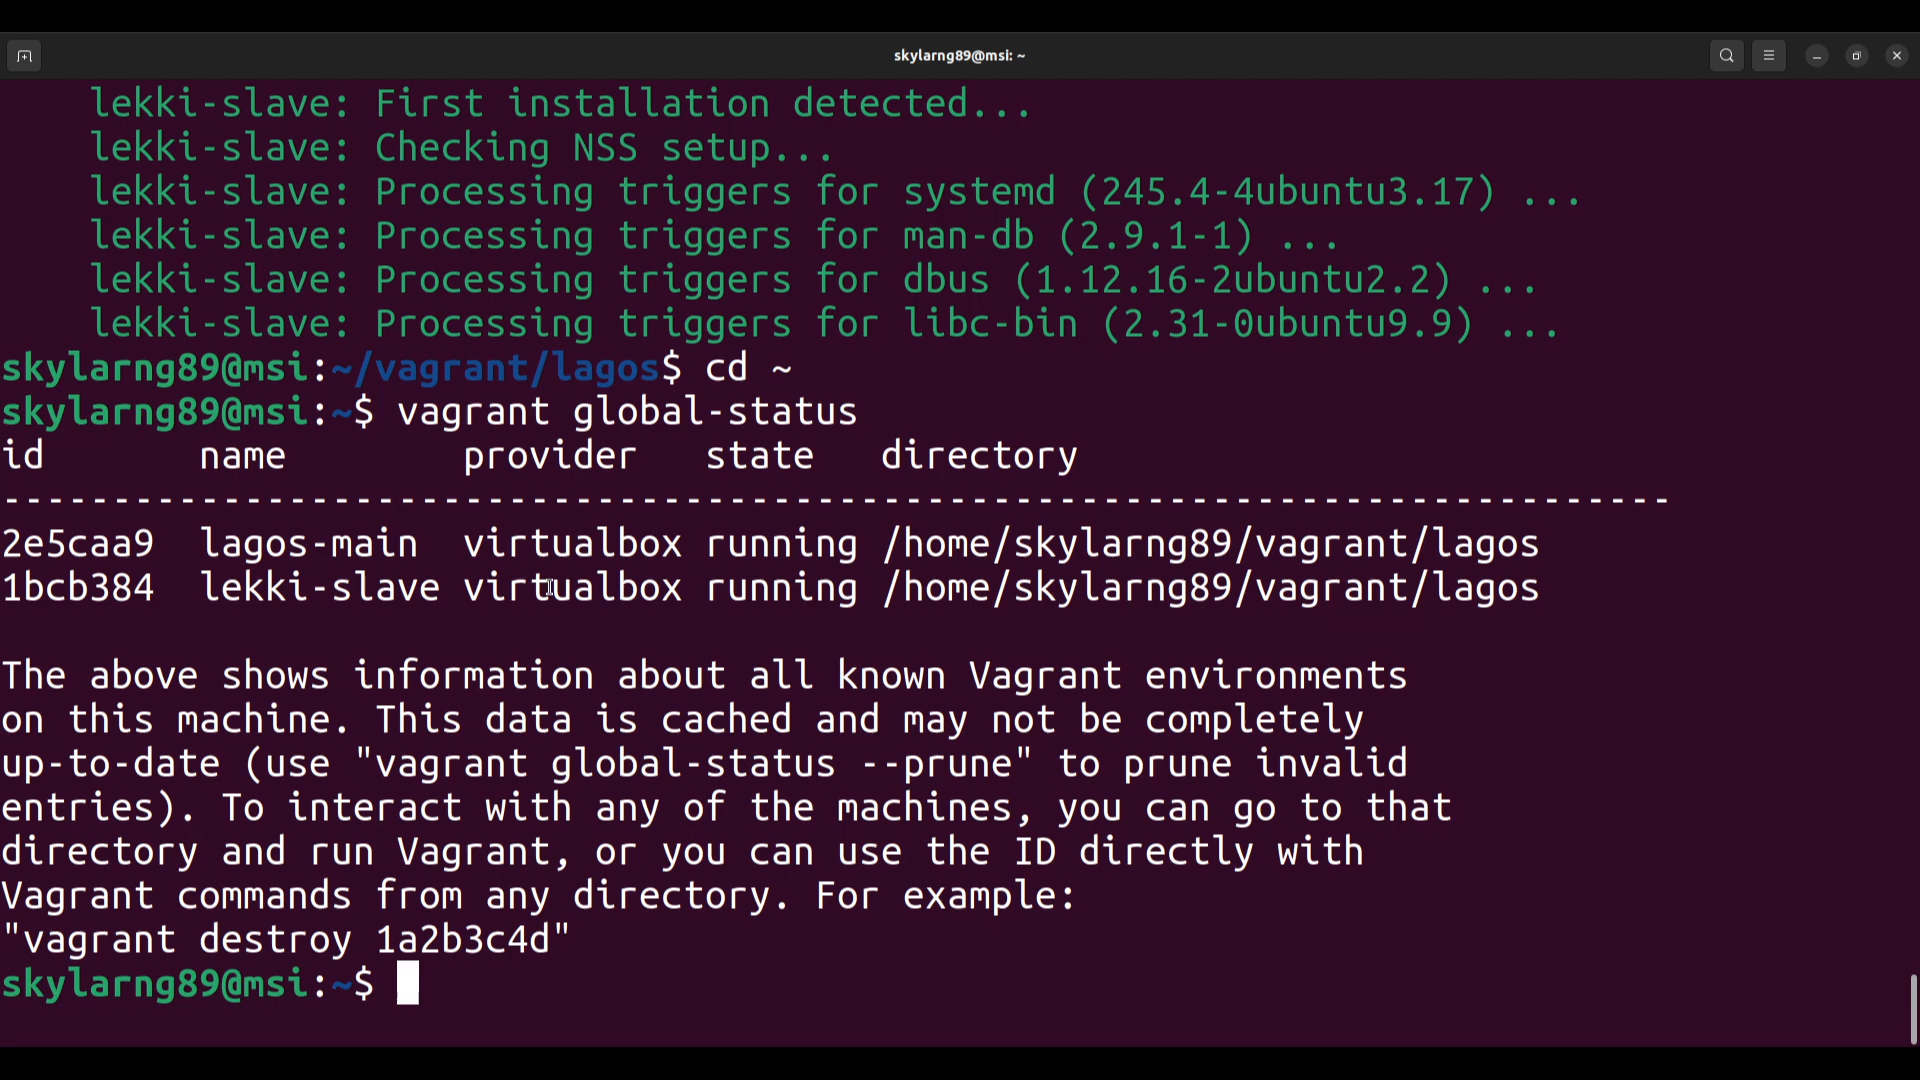 skylarng89@msi: ~
lekki-slave: First installation detected...
lekki-slave: Checking NSS setup...
lekki-slave: Processing triggers for systemd (245.4-4ubuntu3.17) ...
lekki-slave: Processing triggers for man-db (2.9.1-1) ...
lekki-slave: Processing triggers for dbus (1.12.16-2ubuntu2.2) ...
lekki-slave: Processing triggers for libc-bin (2.31-0ubuntu9.9) ...
skylarng89@msi:~/vagrant/lagos$ cd ~
skylarng89@msi:~$ vagrant global-status
id       name        provider   state   directory
----------------------------------------------------------------------------
2e5caa9  lagos-main  virtualbox running /home/skylarng89/vagrant/lagos
1bcb384  lekki-slave virtualbox running /home/skylarng89/vagrant/lagos
The above shows information about all known Vagrant environments
on this machine. This data is cached and may not be completely
up-to-date (use "vagrant global-status --prune" to prune invalid
entries). To interact with any of the machines, you can go to that
directory and run Vagrant, or you can use the ID directly with
Vagrant commands from any directory. For example:
"vagrant destroy 1a2b3c4d"
skylarng89@msi:~$